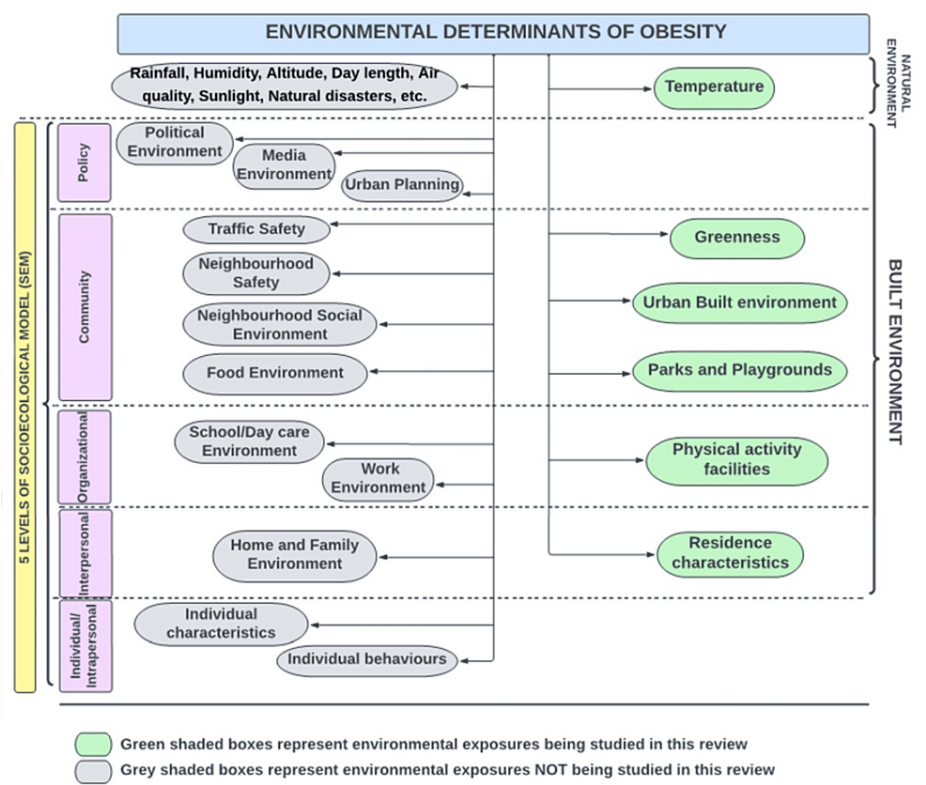 ENVIRONMENTAL DETERMINANTS OF OBESITY
Rainfall, Humidity, Altitude, Day length, Air
quality, Sunlight, Natural disasters, etc.
Temperature
NATURAL
ENVIRONMENT
5 LEVELS OF SOCIOECOLOGICAL MODEL (SEM)
Policy
Political
Environment
Media
Environment
Urban Planning
BUILT ENVIRONMENT
Community
Traffic Safety
Neighbourhood
Safety
Neighbourhood Social
Environment
Food Environment
Greenness
Urban Built environment
Parks and Playgrounds
Organizational
School/Day care
Environment
Work
Environment
Physical activity
facilities
Interpersonal
Home and Family
Environment
Residence
characteristics
Individual/
Intrapersonal
Individual
characteristics
Individual behaviours
Green shaded boxes represent environmental exposures being studied in this review
Grey shaded boxes represent environmental exposures NOT being studied in this review